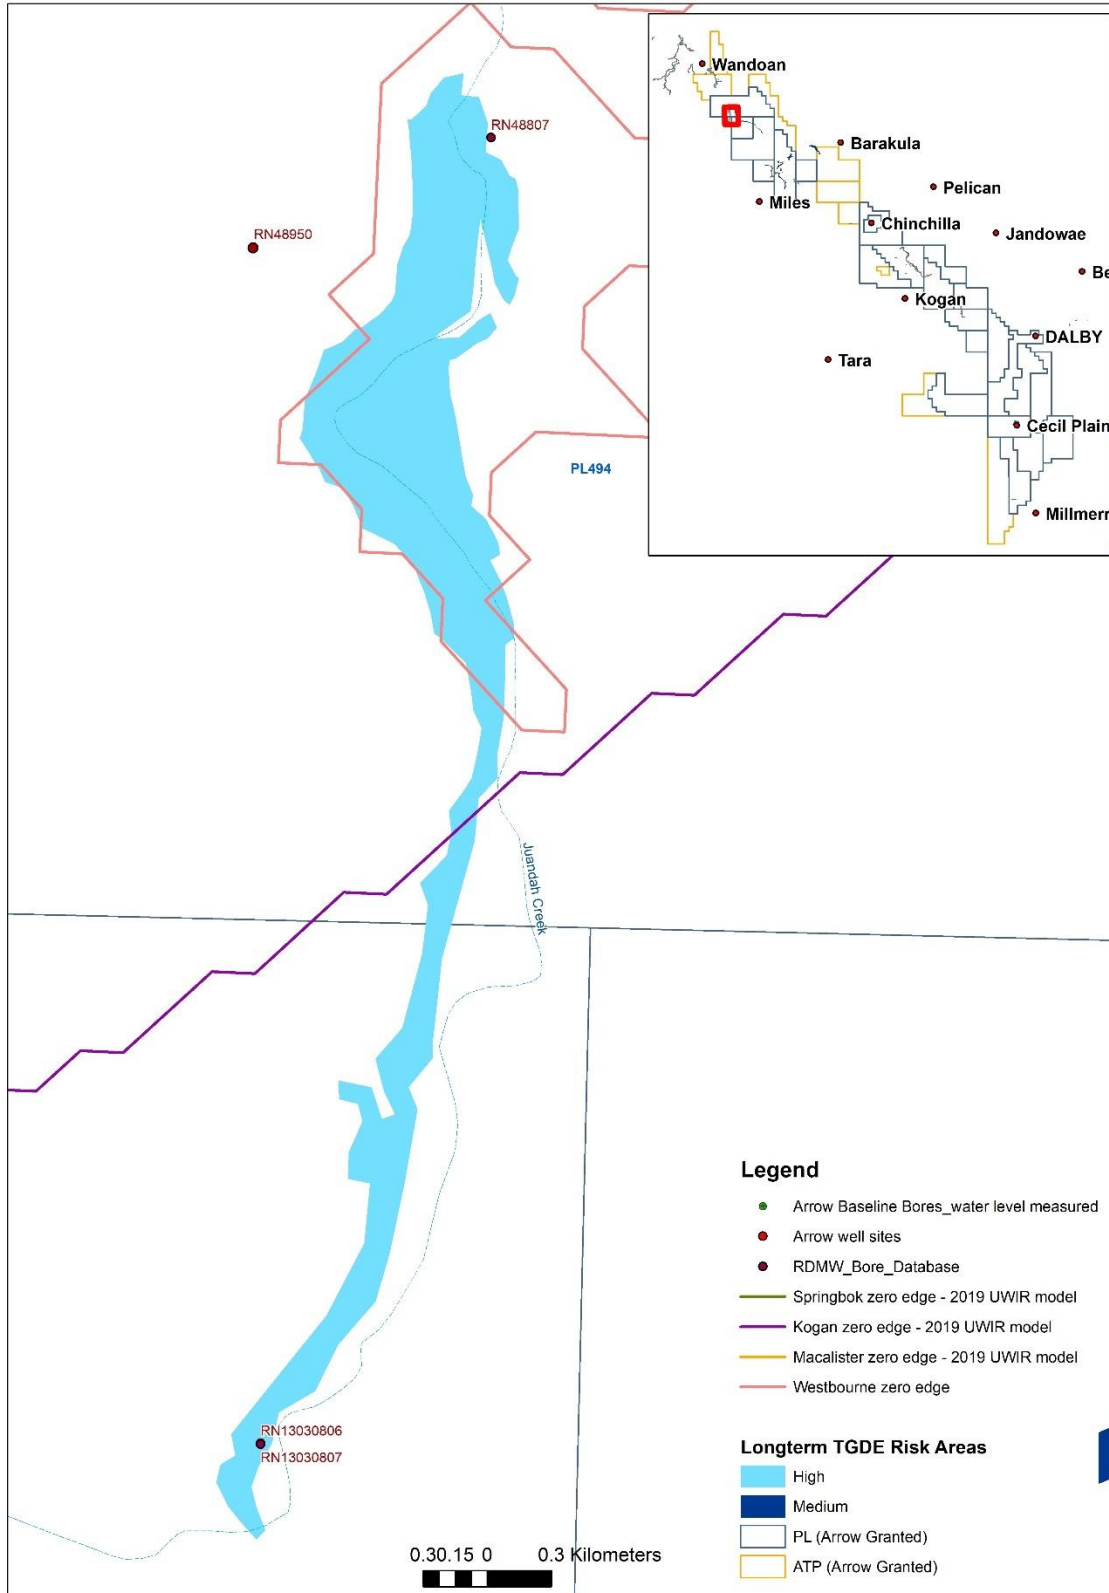 Wandoan
Barakula
Pelican
Miles
Chinchilla
Jandowae
Be
Kogan
DALBY
Tara
Cecil Plain
Millmerr
RN48807
RN48950
PL494
Juandah Creek
RN13030806
RN13030807
Legend
Arrow Baseline Bores_water level measured
Arrow well sites
RDMW_Bore_Database
Springbok zero edge - 2019 UWIR model
Kogan zero edge - 2019 UWIR model
Macalister zero edge - 2019 UWIR model
Westbourne zero edge
Longterm TGDE Risk Areas
High
Medium
PL (Arrow Granted)
ATP (Arrow Granted)
0.30.15 0 0.3 Kilometers